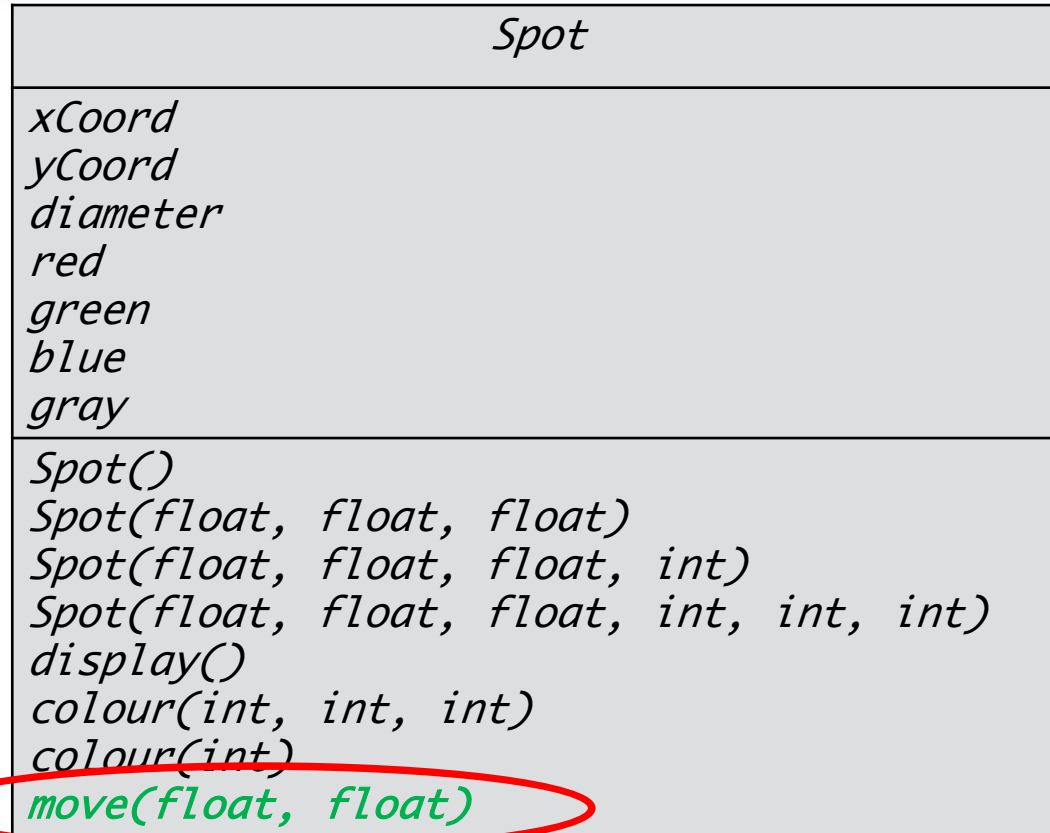 Spot
xCoord
yCoord
diameter
red
green
blue
gray
Spot()
Spot(float, float, float)
Spot(float, float, float, int)
Spot(float, float, float, int, int, int)
display()
colour(int, int, int)
colour(int)
move(float, float)